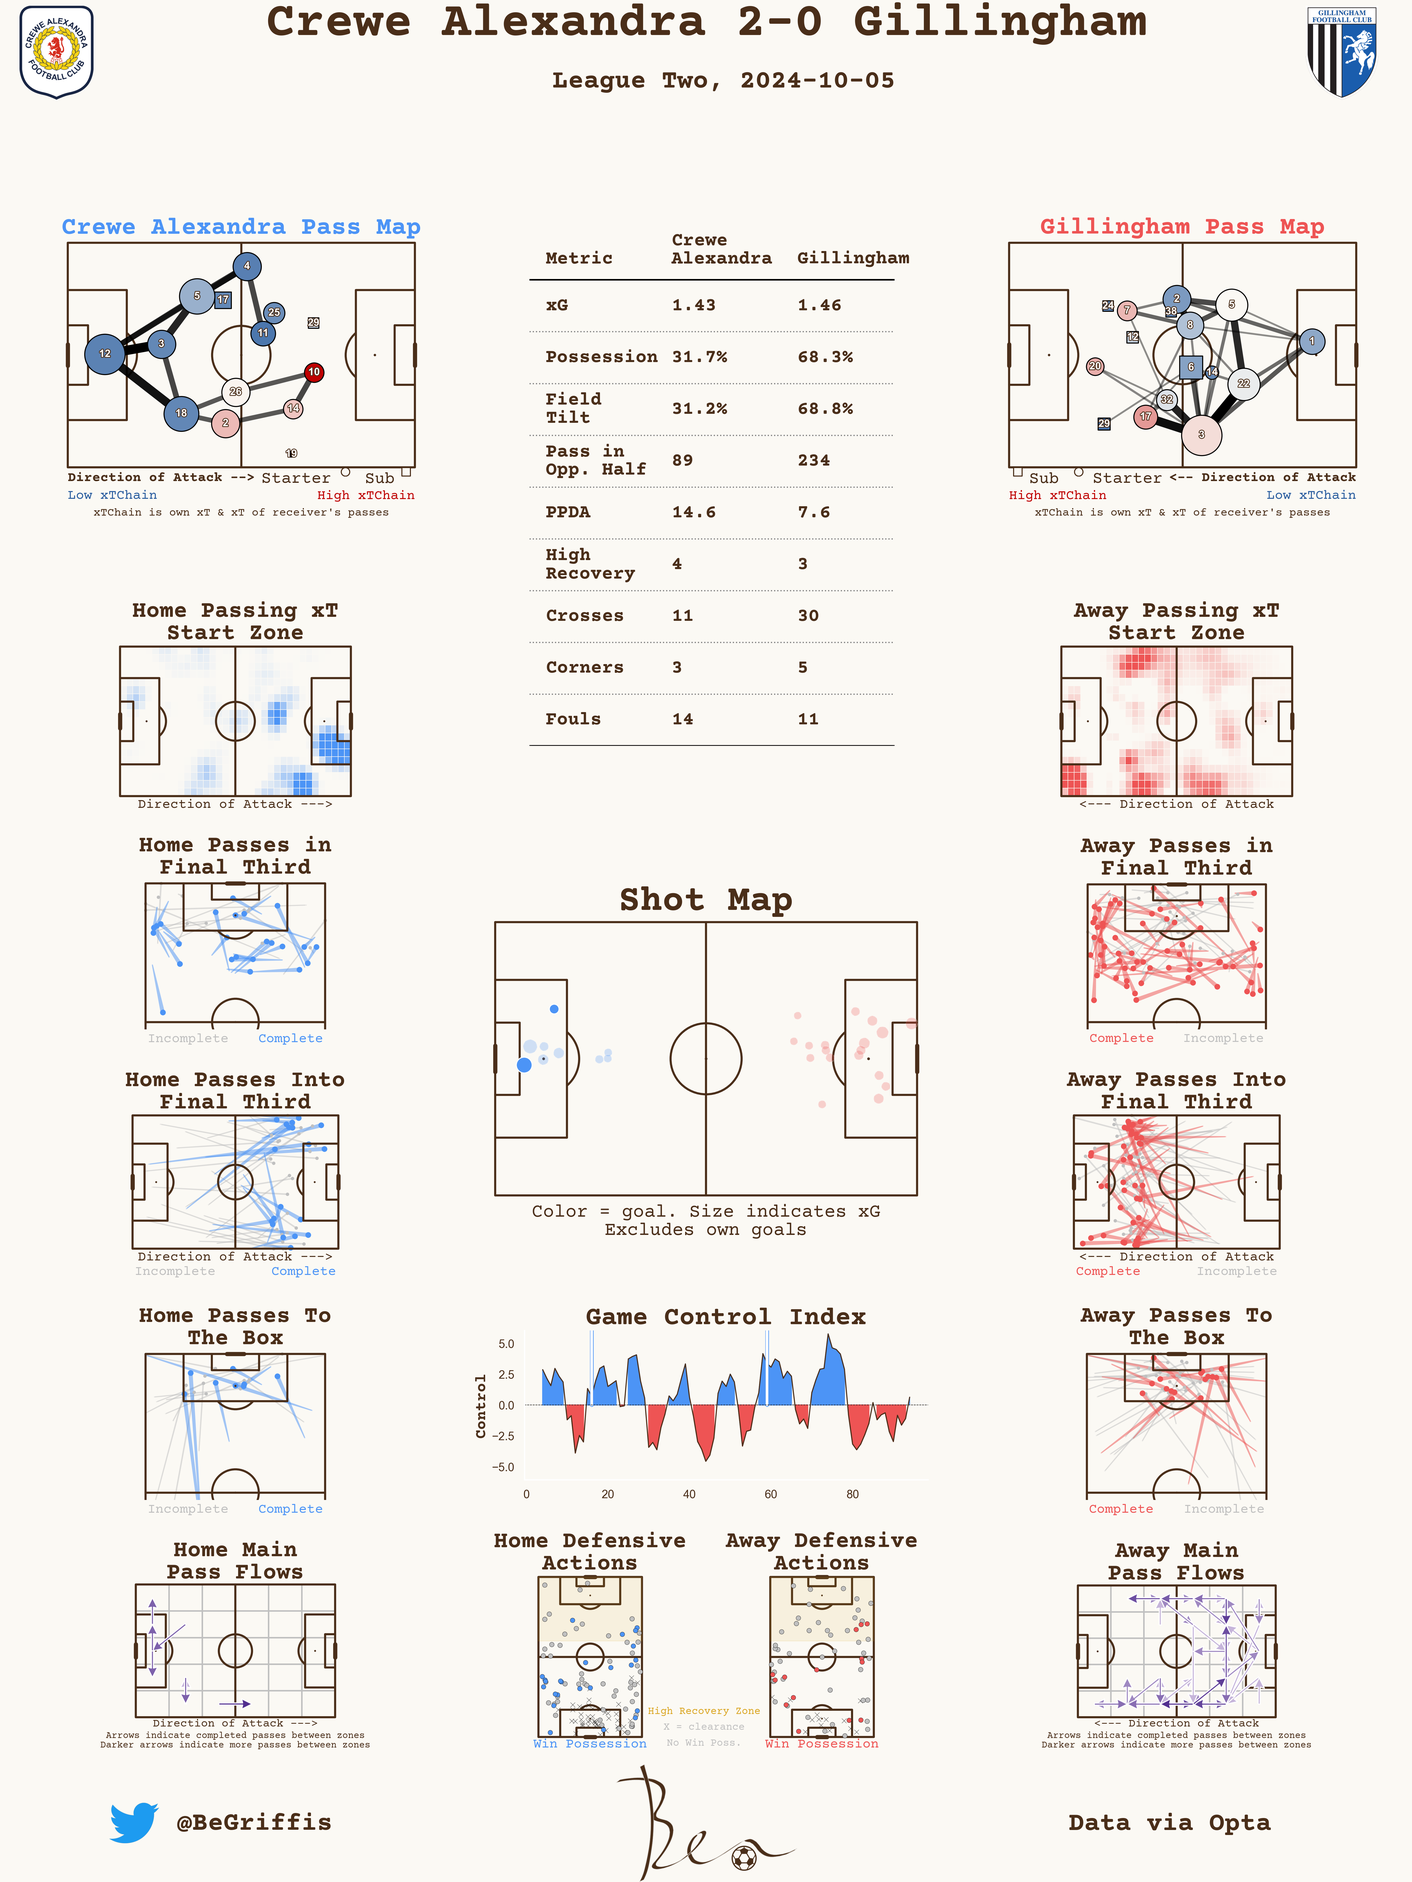 Crewe Alexandra 2-0 Gillingham
League Two, 2024-10-05
CREWE ALEXANDRA
FOOTBALL CLUB
GILLINGHAM
FOOTBALL CLUB
Crewe Alexandra Pass Map
4
5
17
25
11
29
3
12
10
26
14
18
2
19
Direction of Attack --> Starter Sub
Low xTChain High xTChain
xTChain is own xT & xT of receiver's passes
Metric Crewe Alexandra Gillingham
xG 1.43 1.46
Possession 31.7% 68.3%
Field Tilt 31.2% 68.8%
Pass in Opp. Half 89 234
PPDA 14.6 7.6
High Recovery 4 3
Crosses 11 30
Corners 3 5
Fouls 14 11
Gillingham Pass Map
24
7
2
38
5
8
12
1
20
6
14
22
32
17
29
3
Sub Starter <-- Direction of Attack
High xTChain Low xTChain
xTChain is own xT & xT of receiver's passes
Home Passing xT
Start Zone
Direction of Attack --->
Away Passing xT
Start Zone
<--- Direction of Attack
Home Passes in
Final Third
Incomplete Complete
Away Passes in
Final Third
Complete Incomplete
Shot Map
Color = goal. Size indicates xG
Excludes own goals
Home Passes Into
Final Third
Direction of Attack --->
Incomplete Complete
Away Passes Into
Final Third
<--- Direction of Attack
Complete Incomplete
Home Passes To
The Box
Incomplete Complete
Game Control Index
Control
5.0
2.5
0.0
−2.5
−5.0
0 20 40 60 80
Away Passes To
The Box
Complete Incomplete
Home Main
Pass Flows
Direction of Attack --->
Arrows indicate completed passes between zones
Darker arrows indicate more passes between zones
Home Defensive
Actions
Win Possession
High Recovery Zone
X = clearance
No Win Poss.
Away Defensive
Actions
Win Possession
Away Main
Pass Flows
<--- Direction of Attack
Arrows indicate completed passes between zones
Darker arrows indicate more passes between zones
@BeGriffis
Ben
Data via Opta